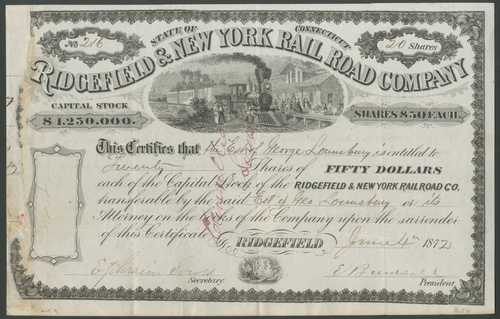 No 216
STATE OF CONNECTICUT
20 Shares
RIDGEFIELD & NEW YORK RAIL ROAD COMPANY
CAPITAL STOCK
$1,250,000.
SHARES $50 EACH.
This Certifies that the Est of George Lounsbury is entitled to
Twenty Shares of FIFTY DOLLARS
each of the Capital Stock of the RIDGEFIELD & NEW YORK RAILROAD CO.
transferable by the said Est of Geo Lounsbury or its
Attorney on the Books of the Company upon the surrender
of this Certificate
RIDGEFIELD June 4th 1872
Secretary.
President